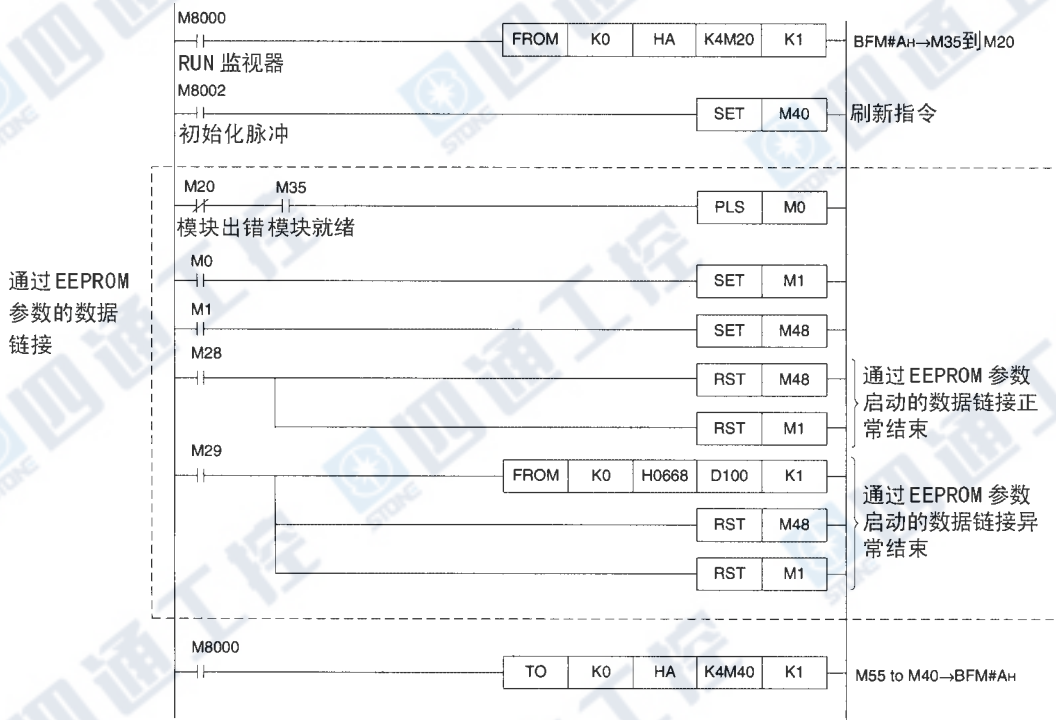 M8000
FROM K0 HA K4M20 K1
BFM#AH→M35到M20
RUN 监视器
M8002
SET M40
刷新指令
初始化脉冲
M20 M35
PLS M0
模块出错 模块就绪
通过EEPROM
参数的数据
链接
M0
SET M1
M1
SET M48
M28
RST M48
RST M1
通过EEPROM 参数
启动的数据链接正
常结束
M29
FROM K0 H0668 D100 K1
RST M48
RST M1
通过EEPROM 参数
启动的数据链接异
常结束
M8000
TO K0 HA K4M40 K1
M55 to M40→BFM#AH
四通工控
STONE